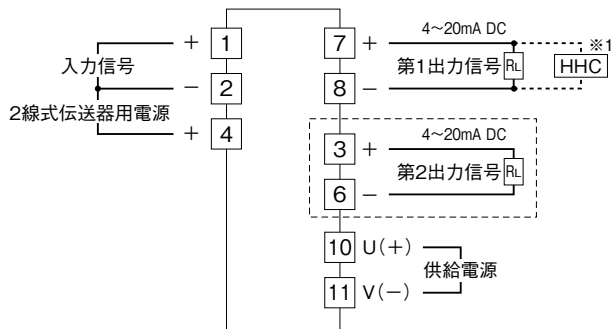 入力信号
2線式伝送器用電源
+ 1
− 2
+ 4
7 +
8 −
4～20mA DC
第1出力信号
RL
※1
HHC
3 +
6 −
4～20mA DC
第2出力信号
RL
10 U(+)
11 V(−)
供給電源